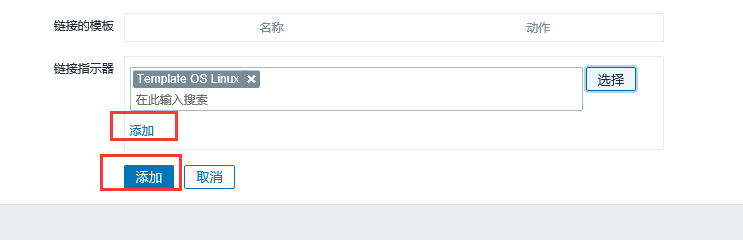 链接的模板 名称 动作
链接指示器 Template OS Linux ✖ 选择
在此输入搜索
添加
添加 取消